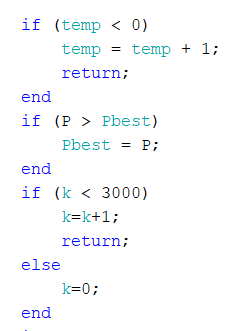 if (temp < 0)
    temp = temp + 1;
    return;
end
if (P > Pbest)
    Pbest = P;
end
if (k < 3000)
    k=k+1;
    return;
else
    k=0;
end